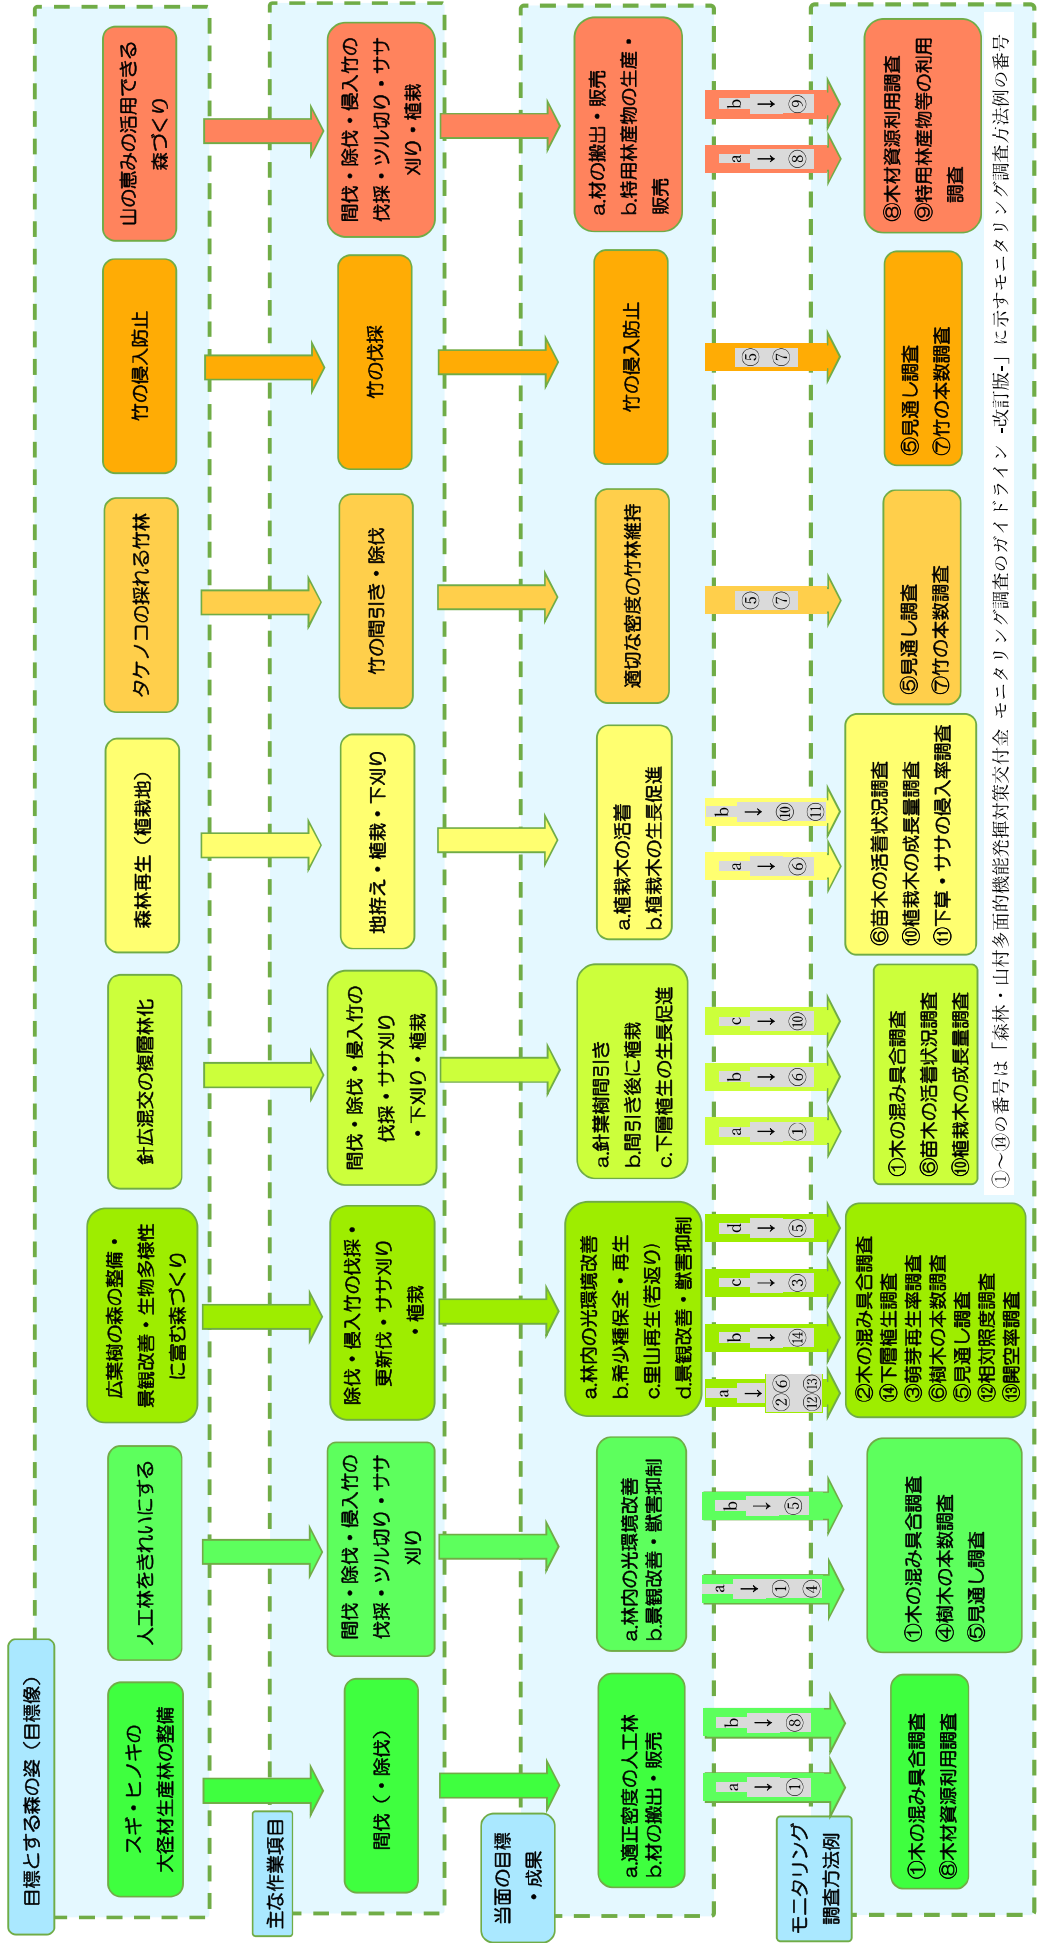 目標とする森の姿（目標像）
スギ・ヒノキの
大径材生産林の整備
人工林をきれいにする
広葉樹の森の整備・
景観改善・生物多様性
に富む森づくり
針広混交の複層林化
森林再生（植栽地）
タケノコの採れる竹林
竹の侵入防止
山の恵みの活用できる
森づくり
主な作業項目
間伐（・除伐）
間伐・除伐・侵入竹の
伐採・ツル切り・ササ
刈り
除伐・侵入竹の伐採・
更新伐・ササ刈り
・植栽
間伐・除伐・侵入竹の
伐採・ササ刈り
・下刈り・植栽
地拵え・植栽・下刈り
竹の間引き・除伐
竹の伐採
間伐・除伐・侵入竹の
伐採・ツル切り・ササ
刈り・植栽
当面の目標
・成果
a.適正密度の人工林
b.材の搬出・販売
a.林内の光環境改善
b.景観改善・獣害抑制
a.林内の光環境改善
b.希少種保全・再生
c.里山再生(若返り)
d.景観改善・獣害抑制
a.針葉樹間引き
b.間引き後に植栽
c.下層植生の生長促進
a.植栽木の活着
b.植栽木の生長促進
適切な密度の竹林維持
竹の侵入防止
a.材の搬出・販売
b.特用林産物の生産・
販売
a
↓
①
b
↓
⑧
a
↓
①
④
b
↓
⑤
a
↓
②⑥
⑫⑬
b
↓
⑭
c
↓
③
d
↓
⑤
a
↓
①
b
↓
⑥
c
↓
⑩
a
↓
⑥
b
↓
⑩
⑪
⑤
⑦
⑤
⑦
a
↓
⑧
b
↓
⑨
モニタリング
調査方法例
①木の混み具合調査
⑧木材資源利用調査
①木の混み具合調査
④樹木の本数調査
⑤見通し調査
②木の混み具合調査
⑭下層植生調査
③萌芽再生率調査
⑥樹木の本数調査
⑤見通し調査
⑫相対照度調査
⑬開空率調査
①木の混み具合調査
⑥苗木の活着状況調査
⑩植栽木の成長量調査
⑥苗木の活着状況調査
⑩植栽木の成長量調査
⑪下草・ササの侵入率調査
⑤見通し調査
⑦竹の本数調査
⑤見通し調査
⑦竹の本数調査
⑧木材資源利用調査
⑨特用林産物等の利用
調査
①～⑭の番号は「森林・山村多面的機能発揮対策交付金 モニタリング調査のガイドライン -改訂版-」に示すモニタリング調査方法例の番号